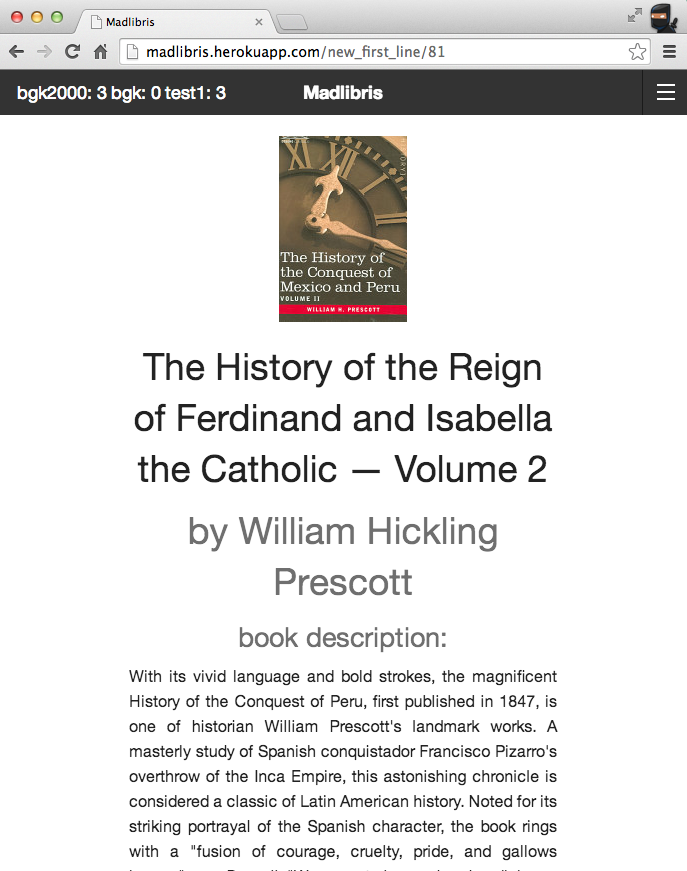 Madlibris
madlibris.herokuapp.com/new_first_line/81
bgk2000: 3 bgk: 0 test1: 3
Madlibris
The History of
the Conquest of
Mexico and Peru
VOLUME II
WILLIAM H. PRESCOTT
The History of the Reign
of Ferdinand and Isabella
the Catholic — Volume 2
by William Hickling
Prescott
book description:
With its vivid language and bold strokes, the magnificent
History of the Conquest of Peru, first published in 1847, is
one of historian William Prescott's landmark works. A
masterly study of Spanish conquistador Francisco Pizarro's
overthrow of the Inca Empire, this astonishing chronicle is
considered a classic of Latin American history. Noted for its
striking portrayal of the Spanish character, the book rings
with a "fusion of courage, cruelty, pride, and gallows